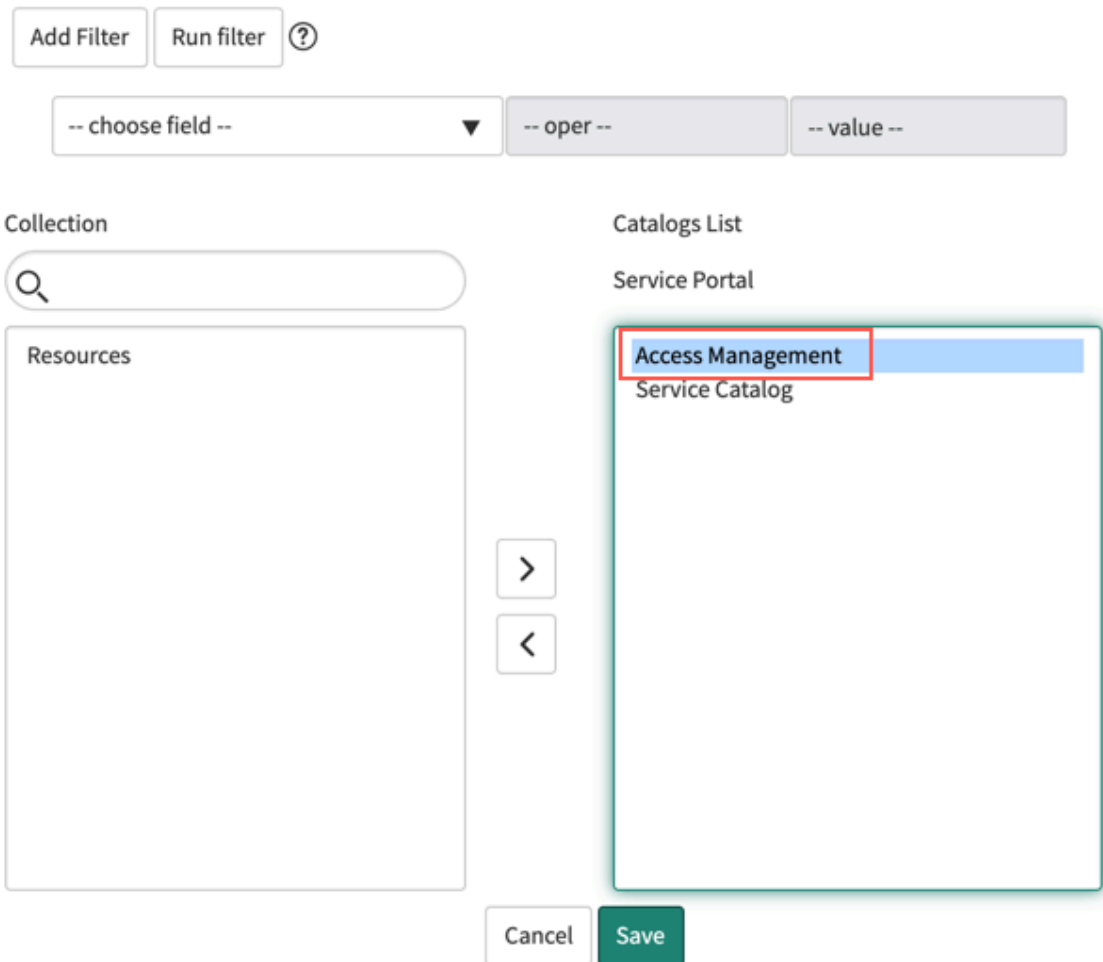 Add Filter Run filter ?
-- choose field -- -- oper -- -- value --
Collection
Catalogs List
Service Portal
Resources
Access Management
Service Catalog
>
<
Cancel Save